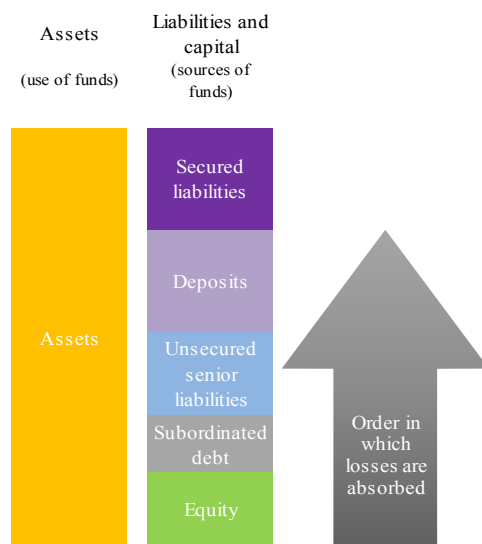 Assets
(use of funds)
Liabilities and
capital
(sources of
funds)
Assets
Secured
liabilities
Deposits
Unsecured
senior
liabilities
Subordinated
debt
Equity
Order in
which
losses are
absorbed